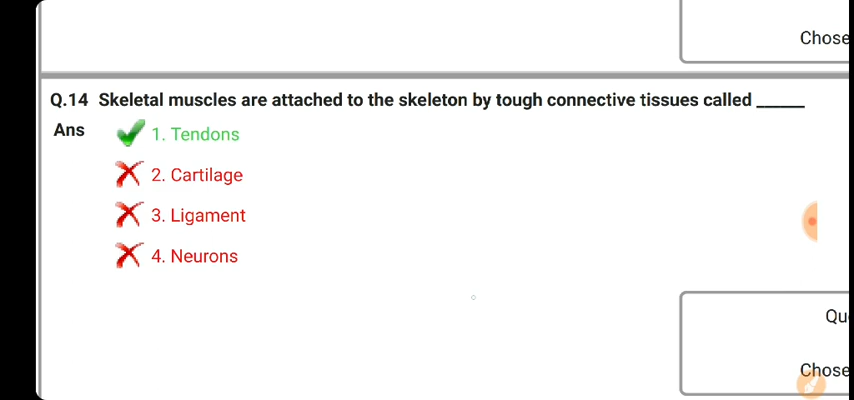 Chose
Q.14 Skeletal muscles are attached to the skeleton by tough connective tissues called ______
Ans 1. Tendons
2. Cartilage
3. Ligament
4. Neurons
Qu
Chose